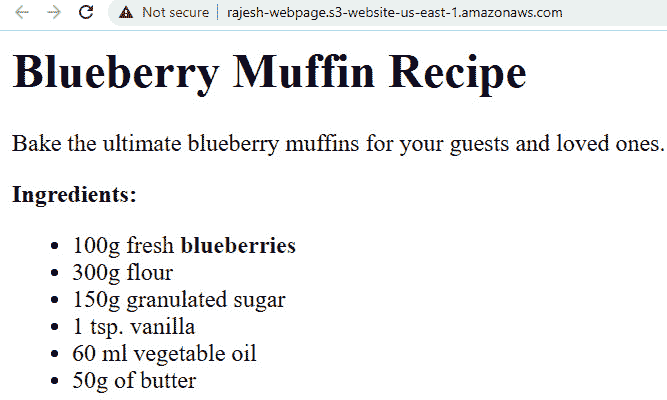 Not secure | rajesh-webpage.s3-website-us-east-1.amazonaws.com
Blueberry Muffin Recipe
Bake the ultimate blueberry muffins for your guests and loved ones.
Ingredients:
• 100g fresh blueberries
• 300g flour
• 150g granulated sugar
• 1 tsp. vanilla
• 60 ml vegetable oil
• 50g of butter